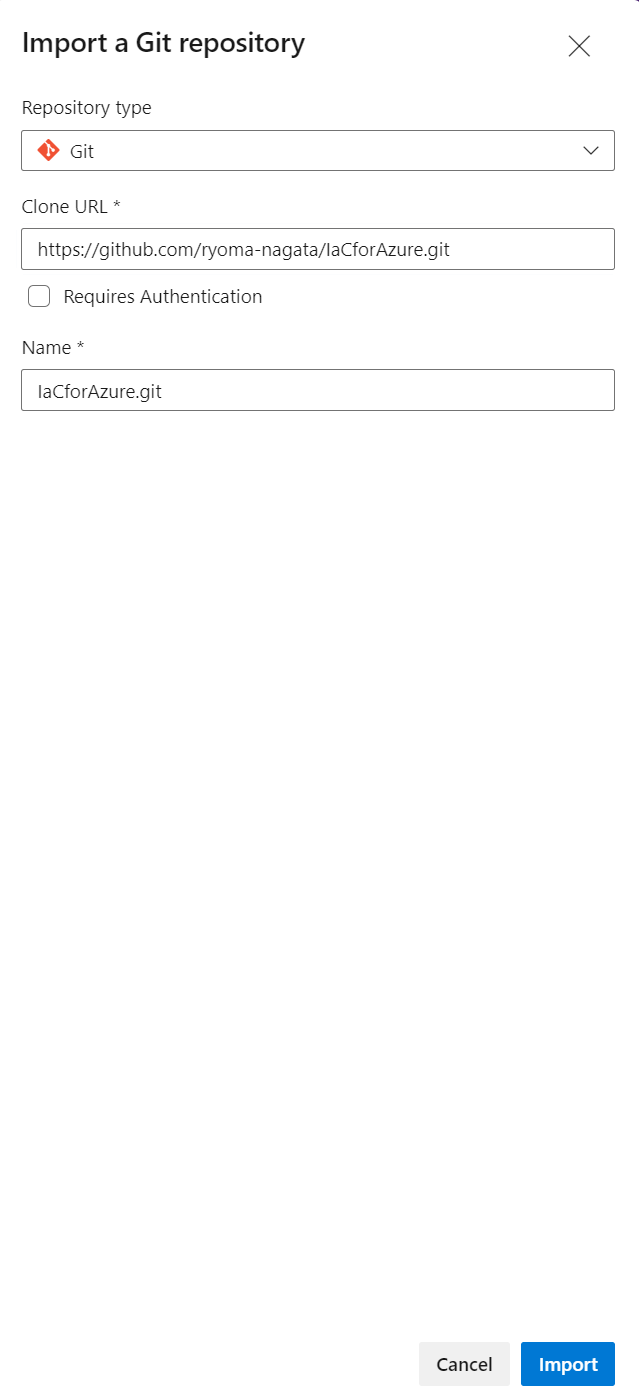 Import a Git repository
Repository type
Git
Clone URL *
https://github.com/ryoma-nagata/IaCforAzure.git
Requires Authentication
Name *
IaCforAzure.git
Cancel
Import